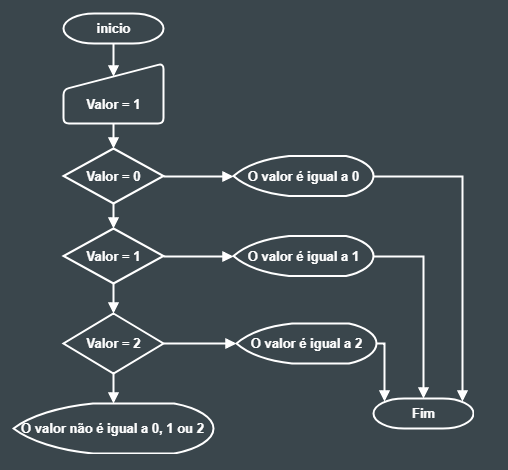 inicio
Valor = 1
Valor = 0
O valor é igual a 0
Valor = 1
O valor é igual a 1
Valor = 2
O valor é igual a 2
Fim
O valor não é igual a 0, 1 ou 2